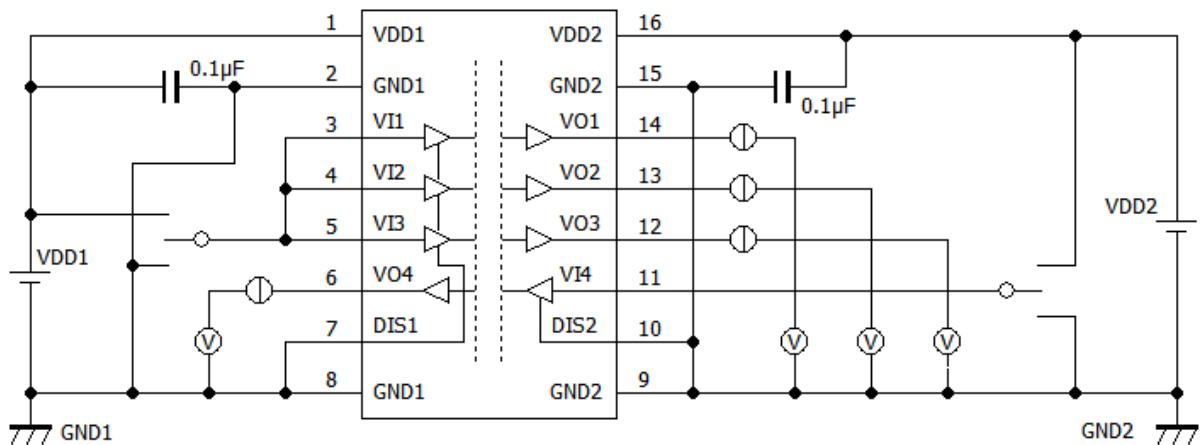 1 VDD1 VDD2 16
0.1µF 2 GND1 GND2 15
0.1µF
3 VI1 VO1 14
4 VI2 VO2 13
VDD2
5 VI3 VO3 12
VDD1
6 VO4 VI4 11
V 7 DIS1 DIS2 10 V V V
8 GND1 GND2 9
GND1 GND2